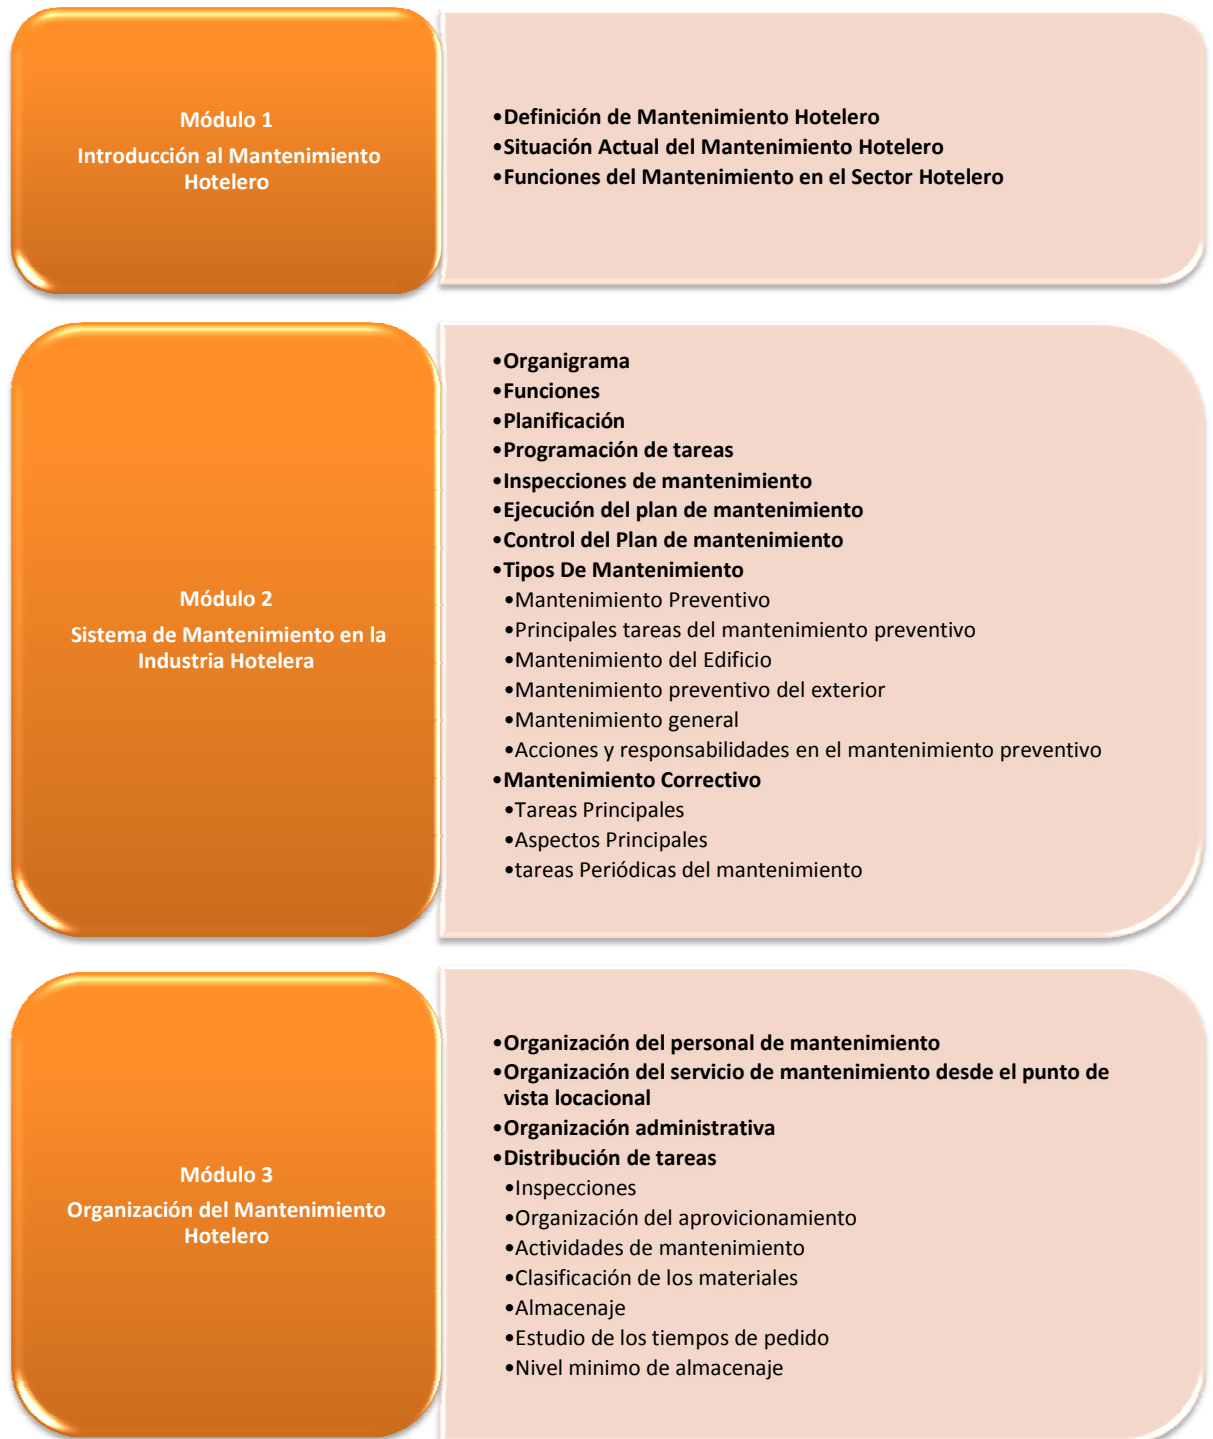 Módulo 1
Introducción al Mantenimiento
Hotelero
•Definición de Mantenimiento Hotelero
•Situación Actual del Mantenimiento Hotelero
•Funciones del Mantenimiento en el Sector Hotelero
Módulo 2
Sistema de Mantenimiento en la
Industria Hotelera
•Organigrama
•Funciones
•Planificación
•Programación de tareas
•Inspecciones de mantenimiento
•Ejecución del plan de mantenimiento
•Control del Plan de mantenimiento
•Tipos De Mantenimiento
•Mantenimiento Preventivo
•Principales tareas del mantenimiento preventivo
•Mantenimiento del Edificio
•Mantenimiento preventivo del exterior
•Mantenimiento general
•Acciones y responsabilidades en el mantenimiento preventivo
•Mantenimiento Correctivo
•Tareas Principales
•Aspectos Principales
•tareas Periódicas del mantenimiento
Módulo 3
Organización del Mantenimiento
Hotelero
•Organización del personal de mantenimiento
•Organización del servicio de mantenimiento desde el punto de
vista locacional
•Organización administrativa
•Distribución de tareas
•Inspecciones
•Organización del aprovicionamiento
•Actividades de mantenimiento
•Clasificación de los materiales
•Almacenaje
•Estudio de los tiempos de pedido
•Nivel minimo de almacenaje